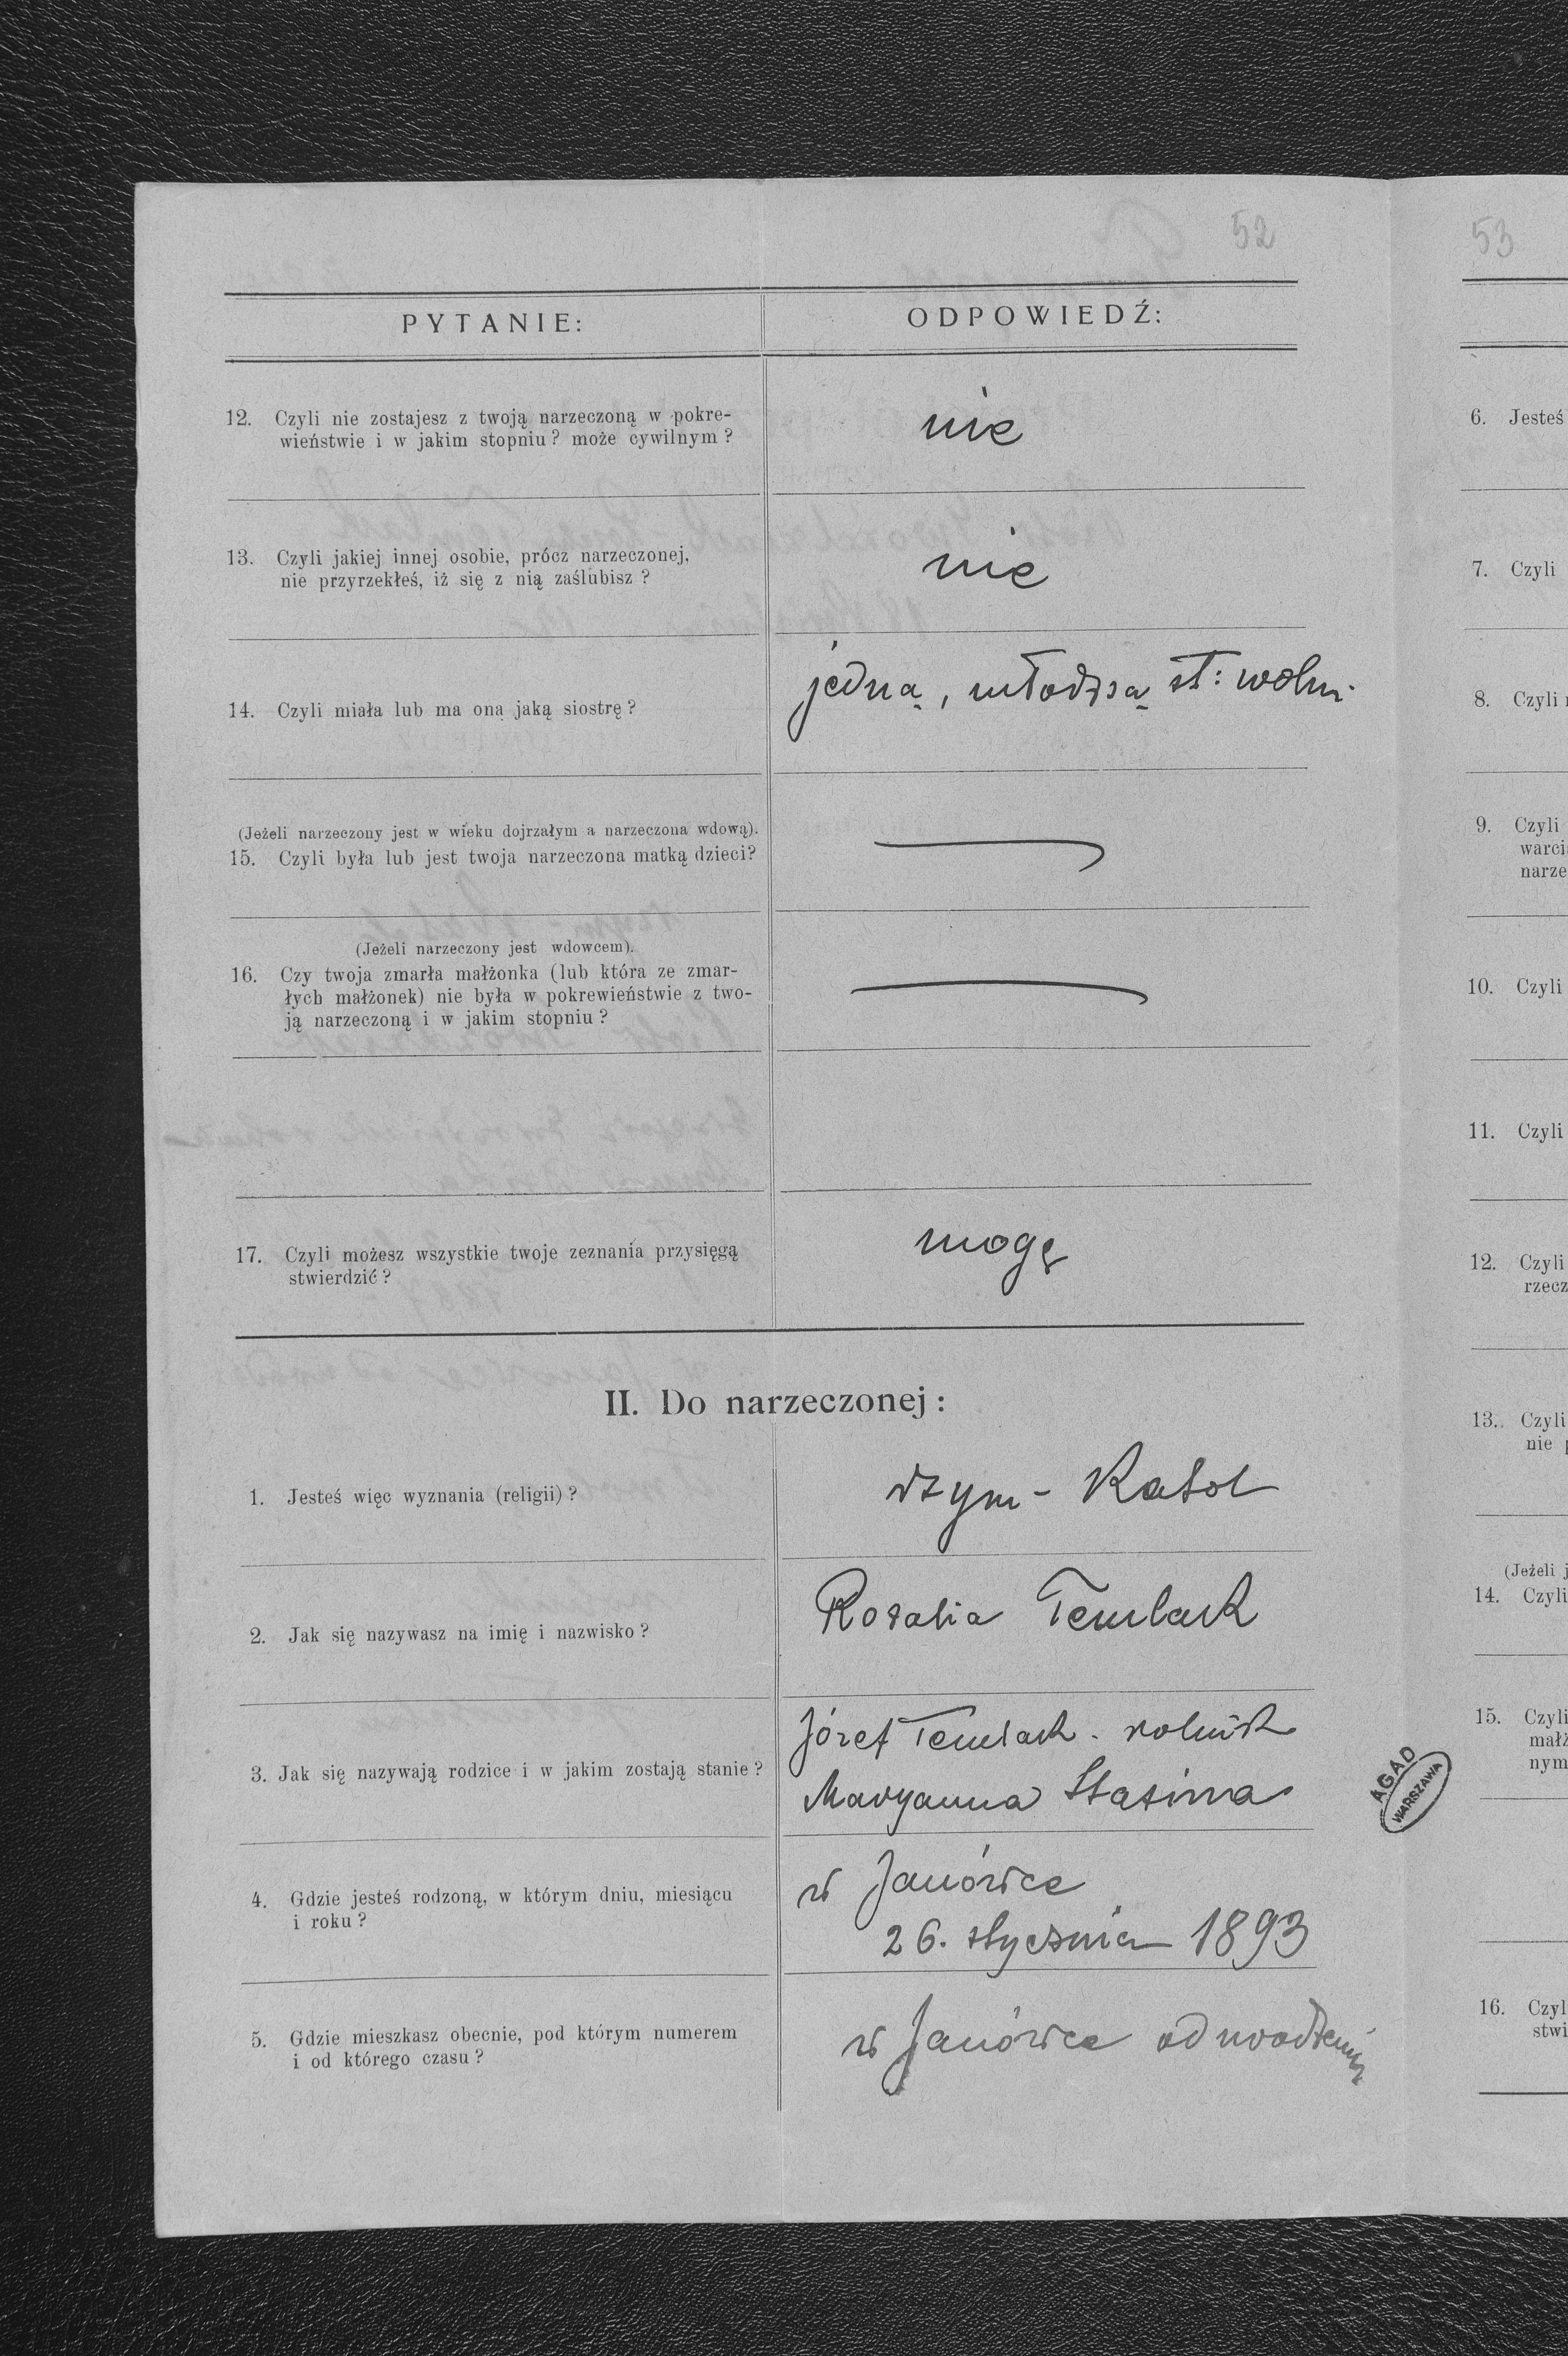 52
PYTANIE:
ODPOWIEDŹ:
12. Czyli nie zostajesz z twoją narzeczoną w pokre-
wieństwie i w jakim stopniu? może cywilnym?
nie
13. Czyli jakiej innej osobie, prócz narzeczonej,
nie przyrzekłeś, iż się z nią zaślubisz?
nie
14. Czyli miała lub ma ona jaką siostrę?
jedną, młodszą st: woln.
(Jeżeli narzeczony jest w wieku dojrzałym a narzeczona wdową).
15. Czyli była lub jest twoja narzeczona matką dzieci?
(Jeżeli narzeczony jest wdowcem).
16. Czy twoja zmarła małżonka (lub która ze zmar-
łych małżonek) nie była w pokrewieństwie z two-
ją narzeczoną i w jakim stopniu?
17. Czyli możesz wszystkie twoje zeznania przysięgą
stwierdzić?
mogę
II. Do narzeczonej:
1. Jesteś więc wyznania (religii)?
rzym - Katol
2. Jak się nazywasz na imię i nazwisko?
Rozalia Temlak
3. Jak się nazywają rodzice i w jakim zostają stanie?
Józef Temlak. rolnik
Maryanna
4. Gdzie jesteś rodzoną, w którym dniu, miesiącu
i roku?
w Janówce
26. stycznia 1893
5. Gdzie mieszkasz obecnie, pod którym numerem
i od którego czasu?
w Janówce od urodzenia
AGAD
WARSZAWA
53
6. Jesteś
7. Czyli
8. Czyli
9. Czyli
warci
narze
10. Czyli
11. Czyli
12. Czyli
rzecz
13. Czyli
nie
(Jeżeli
14. Czyli
15. Czyli
małż
nym
16. Czyl
stwi